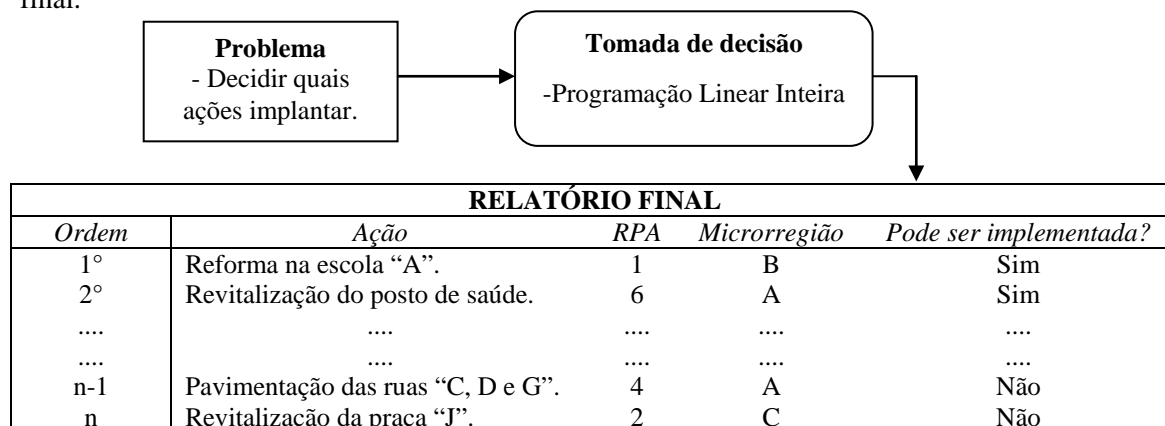 final.
Problema
- Decidir quais
ações implantar.
Tomada de decisão
-Programação Linear Inteira
RELATÓRIO FINAL
Ordem Ação RPA Microrregião Pode ser implementada?
1° Reforma na escola “A”. 1 B Sim
2° Revitalização do posto de saúde. 6 A Sim
.... .... .... .... ....
.... .... .... .... ....
n-1 Pavimentação das ruas “C, D e G”. 4 A Não
n Revitalização da praça “J”. 2 C Não